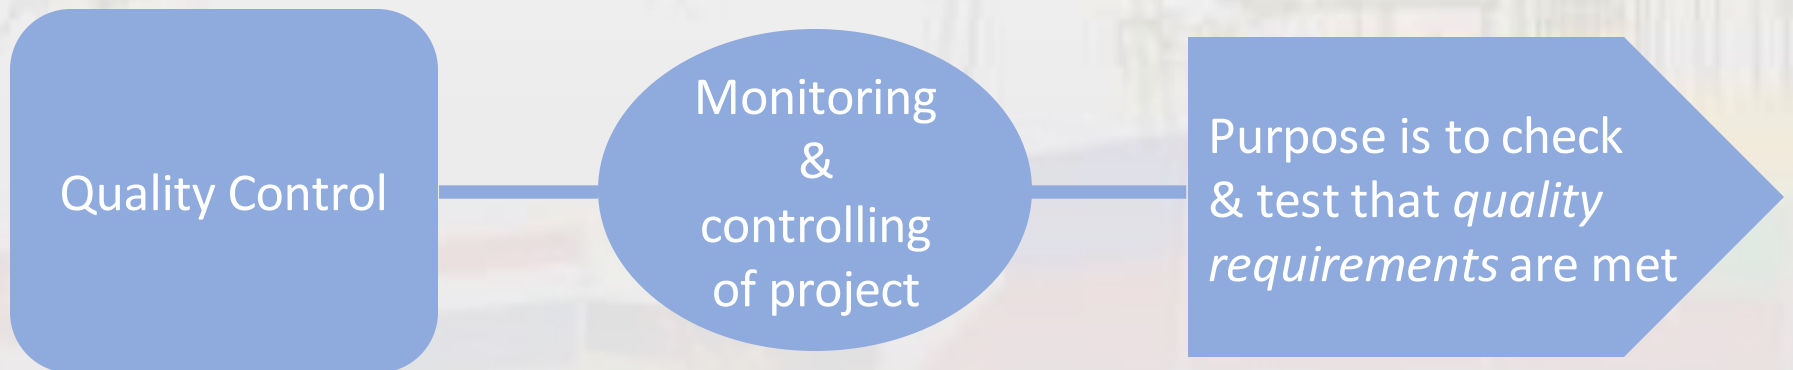 Quality Control
Monitoring
&
controlling
of project
Purpose is to check
& test that quality
requirements are met